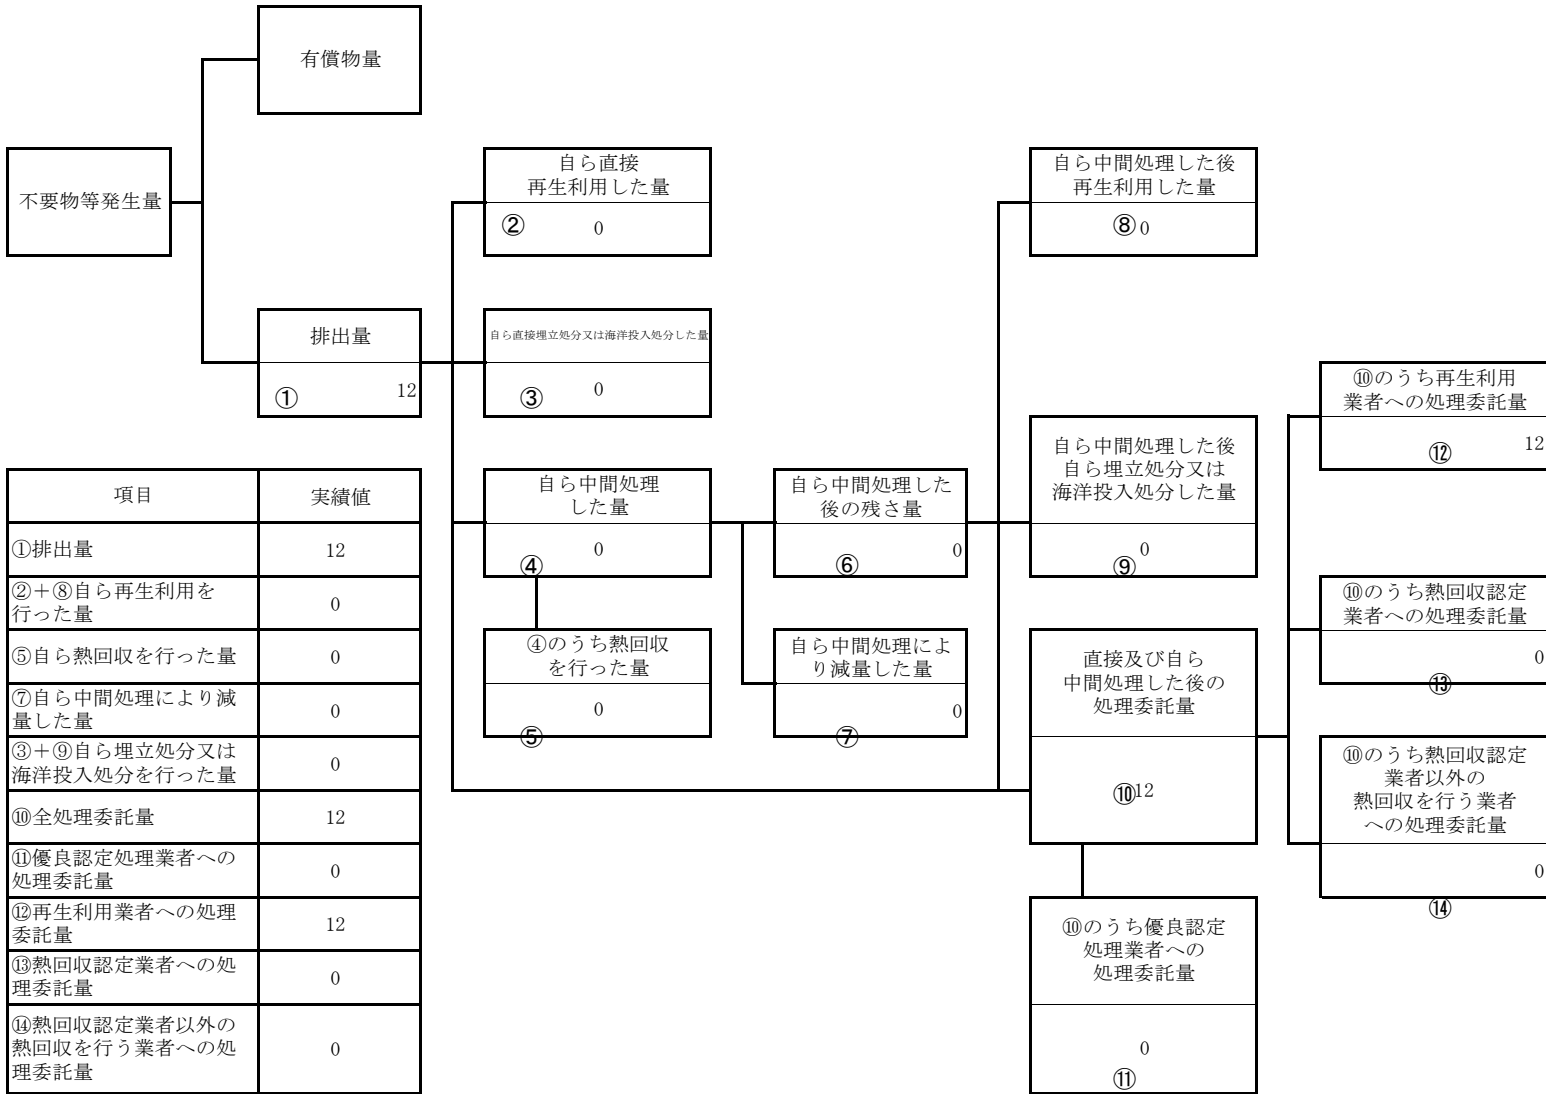 有償物量
不要物等発生量
自ら直接
再生利用した量
②
0
自ら中間処理した後
再生利用した量
⑧
0
排出量
①
12
自ら直接埋立処分又は海洋投入処分した量
③
0
⑩のうち再生利用
業者への処理委託量
⑫
12
自ら中間処理
した量
④
0
自ら中間処理した
後の残さ量
⑥
0
自ら中間処理した後
自ら埋立処分又は
海洋投入処分した量
⑨
0
⑩のうち熱回収認定
業者への処理委託量
⑬
0
④のうち熱回収
を行った量
⑤
0
自ら中間処理によ
り減量した量
⑦
0
直接及び自ら
中間処理した後の
処理委託量
⑩
12
⑩のうち熱回収認定
業者以外の
熱回収を行う業者
への処理委託量
⑭
0
⑩のうち優良認定
処理業者への
処理委託量
⑪
0
項目 実績値
①排出量 12
②＋⑧自ら再生利用を
行った量 0
⑤自ら熱回収を行った量 0
⑦自ら中間処理により減
量した量 0
③＋⑨自ら埋立処分又は
海洋投入処分を行った量 0
⑩全処理委託量 12
⑪優良認定処理業者への
処理委託量 0
⑫再生利用業者への処理
委託量 12
⑬熱回収認定業者への処
理委託量 0
⑭熱回収認定業者以外の
熱回収を行う業者への処
理委託量 0